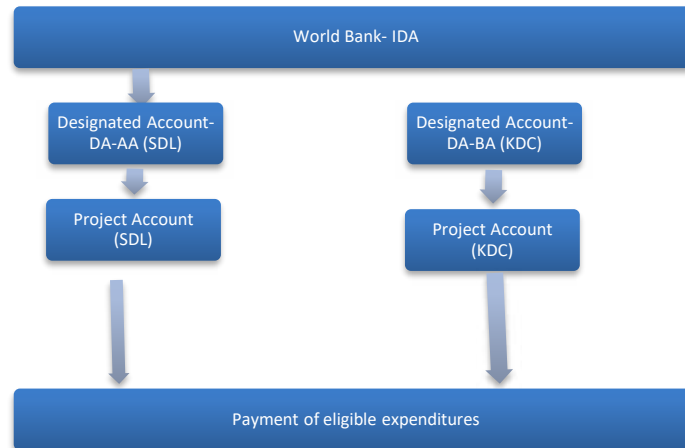 World Bank- IDA
Designated Account-
DA-AA (SDL)
Designated Account-
DA-BA (KDC)
Project Account
(SDL)
Project Account
(KDC)
Payment of eligible expenditures